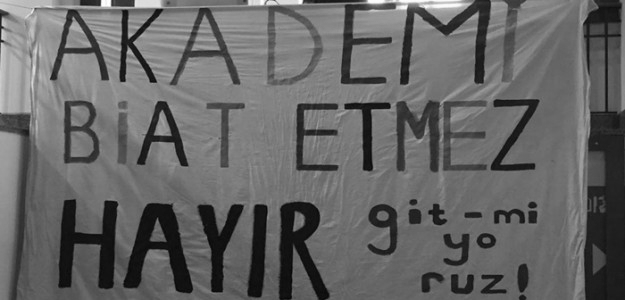 AKADEMİ
BİAT ETMEZ
HAYIR git-mi
yo
ruz!